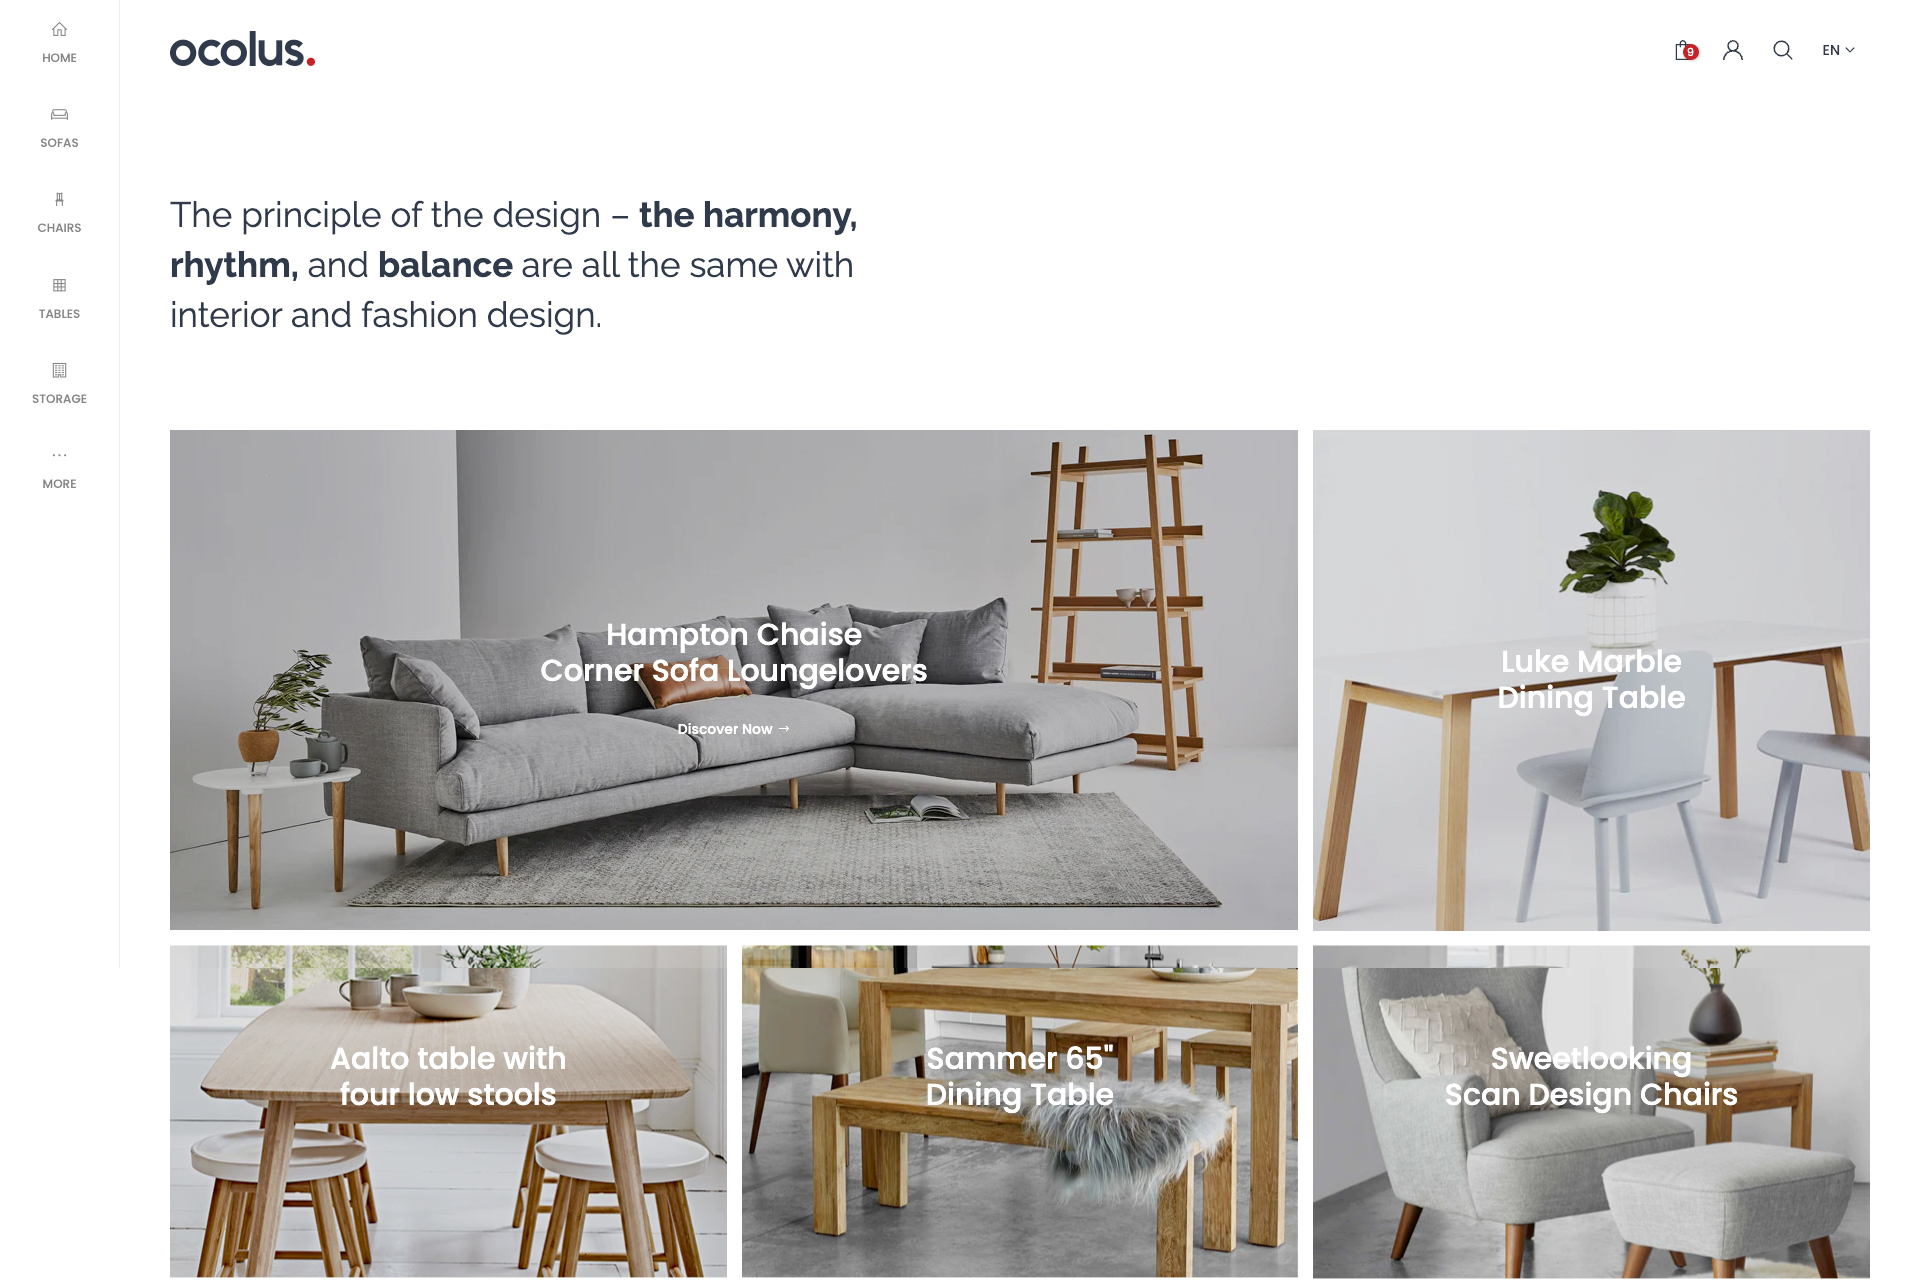 HOME
SOFAS
CHAIRS
TABLES
STORAGE
MORE
ocolus.
9
EN
The principle of the design – the harmony,
rhythm, and balance are all the same with
interior and fashion design.
Hampton Chaise
Corner Sofa Loungelovers
Discover Now →
Luke Marble
Dining Table
Aalto table with
four low stools
Sammer 65"
Dining Table
Sweetlooking
Scan Design Chairs